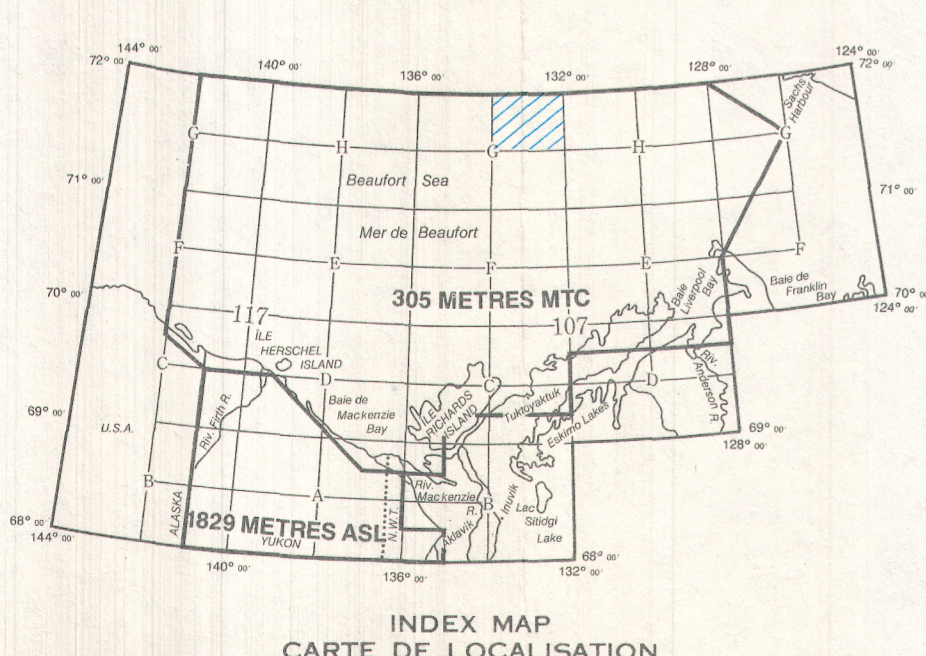 144° 00'
72° 00'
140° 00'
136° 00'
132° 00'
128° 00'
124° 00'
72° 00'
Sachs
Harbour
G
H
G
H
G
71° 00'
Beaufort Sea
71° 00'
Mer de Beaufort
F
E
F
E
F
70° 00'
305 METRES MTC
Baie
Liverpool
Bay
Baie de
Franklin
Bay
70° 00'
124° 00'
117
107
ÎLE
HERSCHEL
ISLAND
C
D
C
D
Riv.
Anderson R.
Baie de
Mackenzie
Bay
ÎLE
RICHARDS
ISLAND
Tuktoyaktuk
Eskimo Lakes
69° 00'
U.S.A.
Riv. Firth R.
69° 00'
128° 00'
B
A
B
Riv.
Mackenzie
R.
Inuvik
Lac
Sitidgi
Lake
68° 00'
144° 00'
ALASKA
1829 METRES ASL
YUKON
N.W.T.
Aklavik
140° 00'
136° 00'
132° 00'
68° 00'
INDEX MAP
CARTE DE LOCALISATION